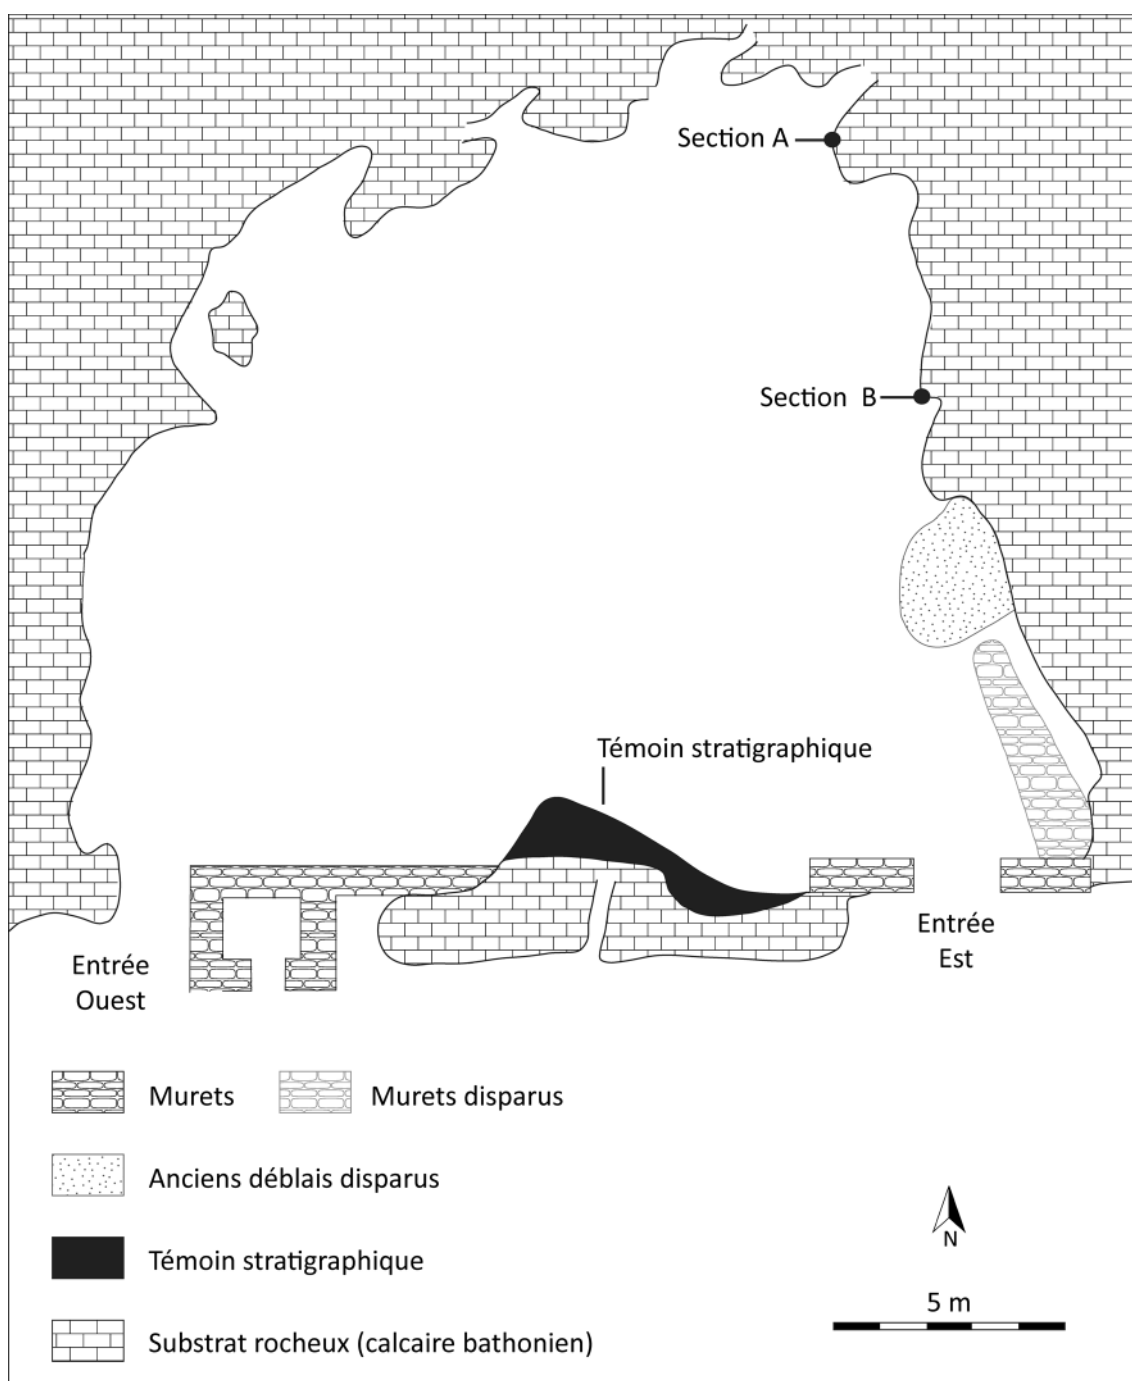 Section A
Section B
Témoin stratigraphique
Entrée
Est
Entrée
Ouest
Murets
Murets disparus
Anciens déblais disparus
Témoin stratigraphique
Substrat rocheux (calcaire bathonien)
N
5 m